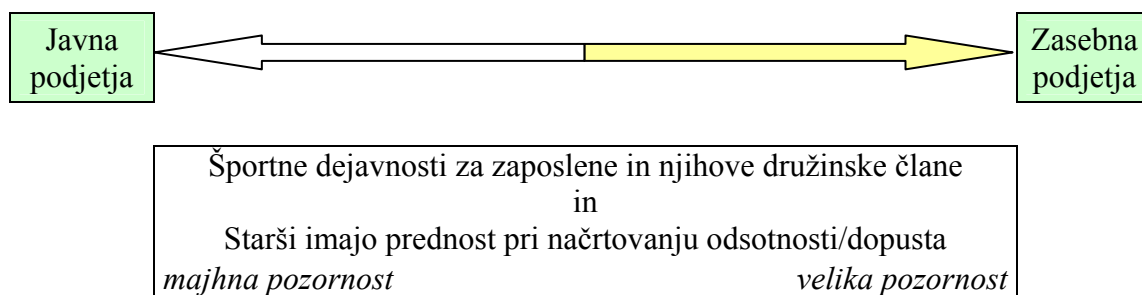 Javna
podjetja
Zasebna
podjetja
Športne dejavnosti za zaposlene in njihove družinske člane
in
Starši imajo prednost pri načrtovanju odsotnosti/dopusta
majhna pozornost velika pozornost